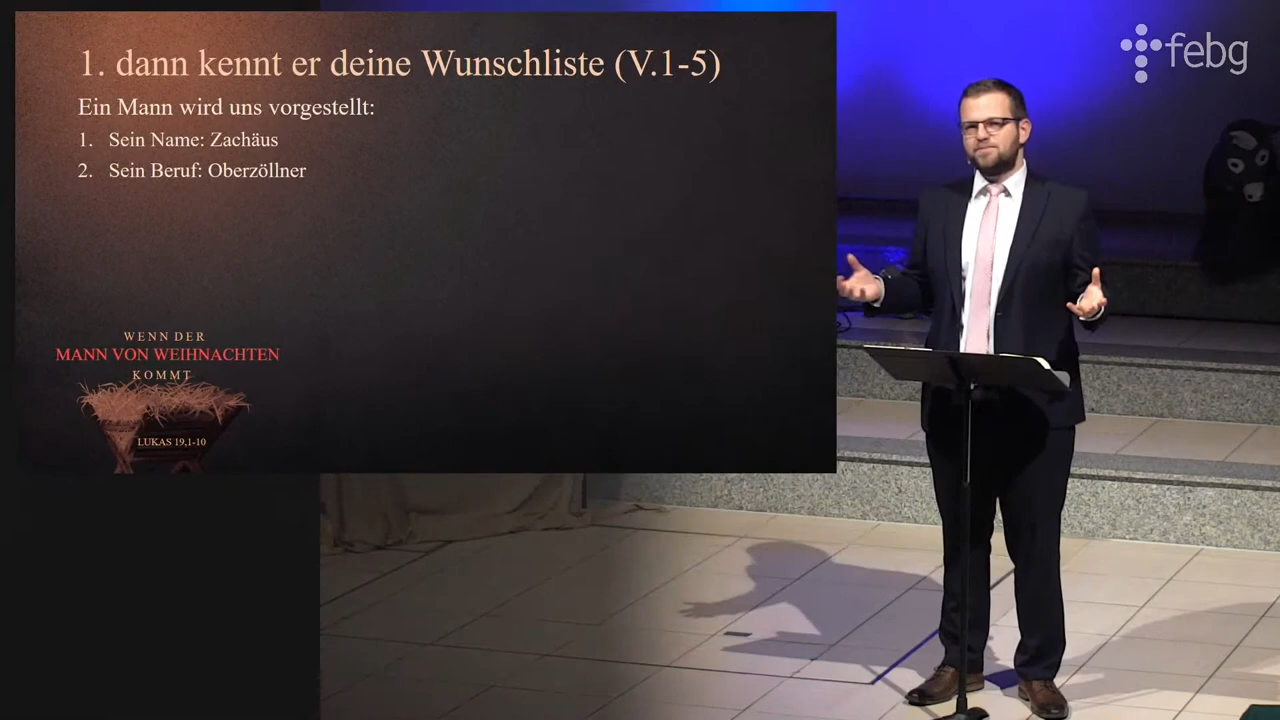 1. dann kennt er deine Wunschliste (V.1-5)
Ein Mann wird uns vorgestellt:
1. Sein Name: Zachäus
2. Sein Beruf: Oberzöllner
WENN DER
MANN VON WEIHNACHTEN
KOMMT
LUKAS 19,1-10
febg